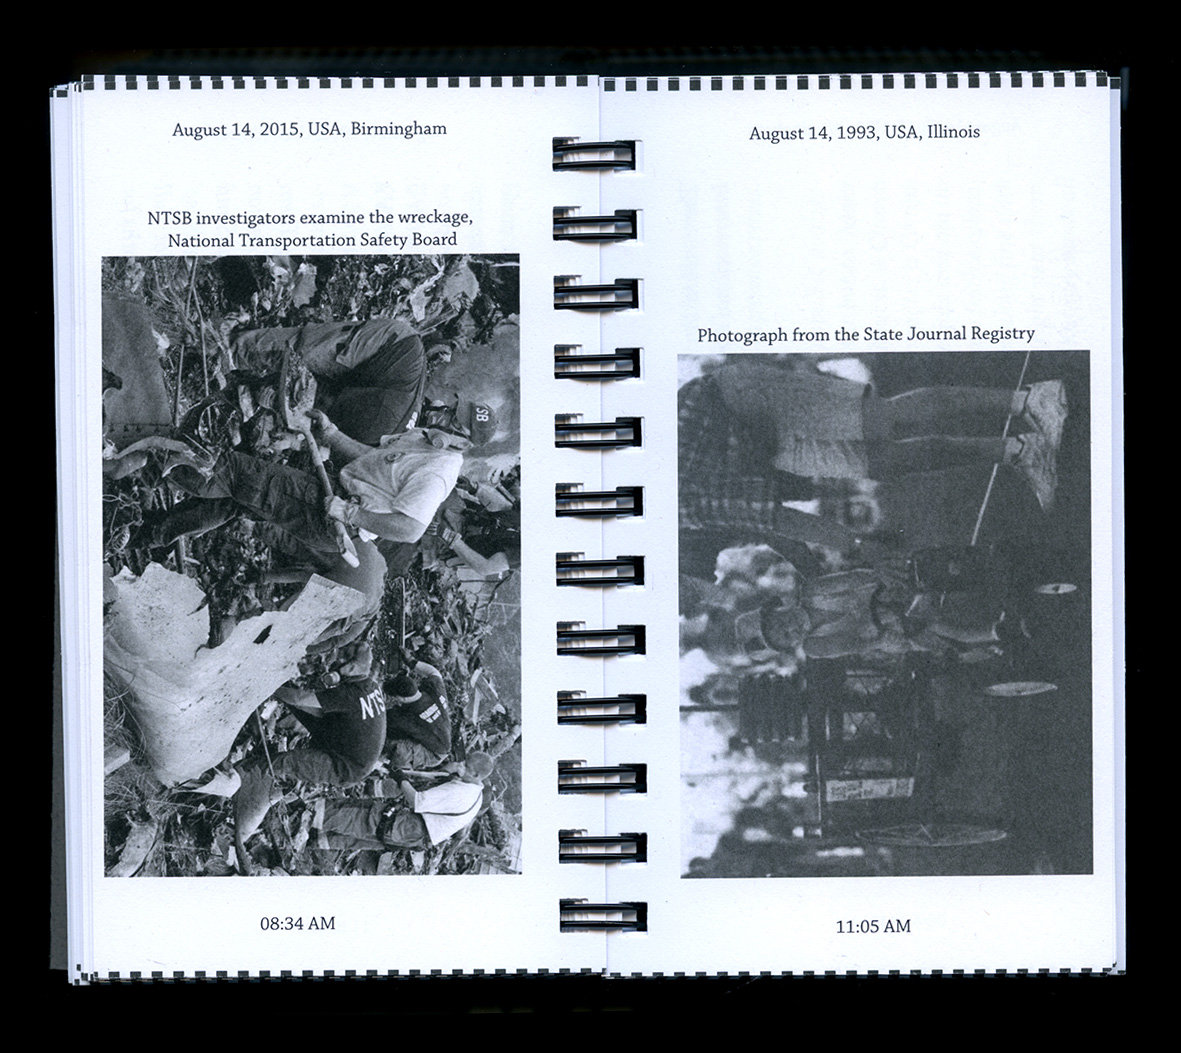 August 14, 2015, USA, Birmingham
NTSB investigators examine the wreckage,
National Transportation Safety Board
SB
NTS
08:34 AM
August 14, 1993, USA, Illinois
Photograph from the State Journal Registry
11:05 AM